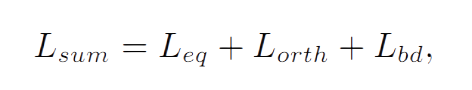 L_{sum} = L_{eq} + L_{orth} + L_{bd},